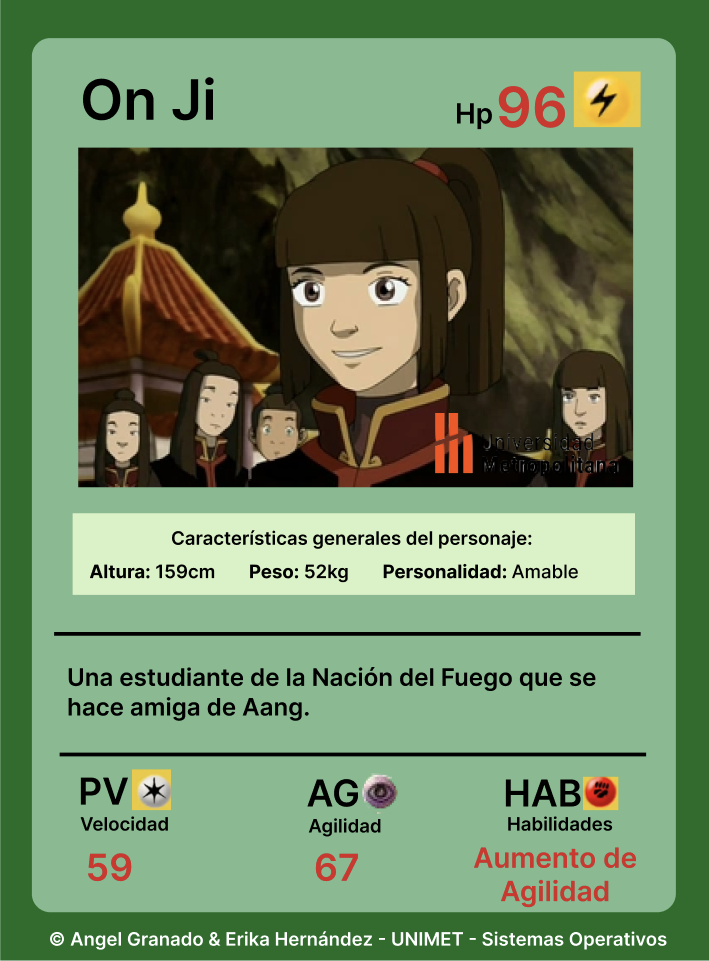 On Ji
Hp 96
Universidad
Metropolitana
Características generales del personaje:
Altura: 159cm Peso: 52kg Personalidad: Amable
Una estudiante de la Nación del Fuego que se
hace amiga de Aang.
PV AG HAB
Velocidad Agilidad Habilidades
59 67 Aumento de
Agilidad
© Angel Granado & Erika Hernández - UNIMET - Sistemas Operativos